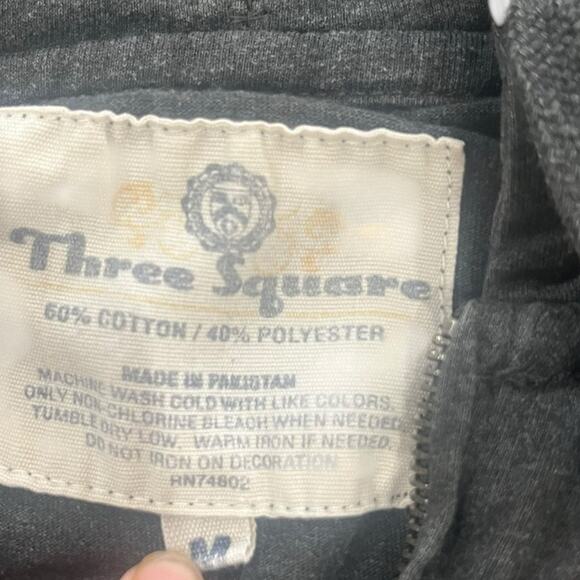 Three Square
60% COTTON / 40% POLYESTER
MADE IN PAKISTAN
MACHINE WASH COLD WITH LIKE COLORS.
ONLY NON-CHLORINE BLEACH WHEN NEEDED
TUMBLE DRY LOW. WARM IRON IF NEEDED.
DO NOT IRON ON DECORATION
RN74802
M